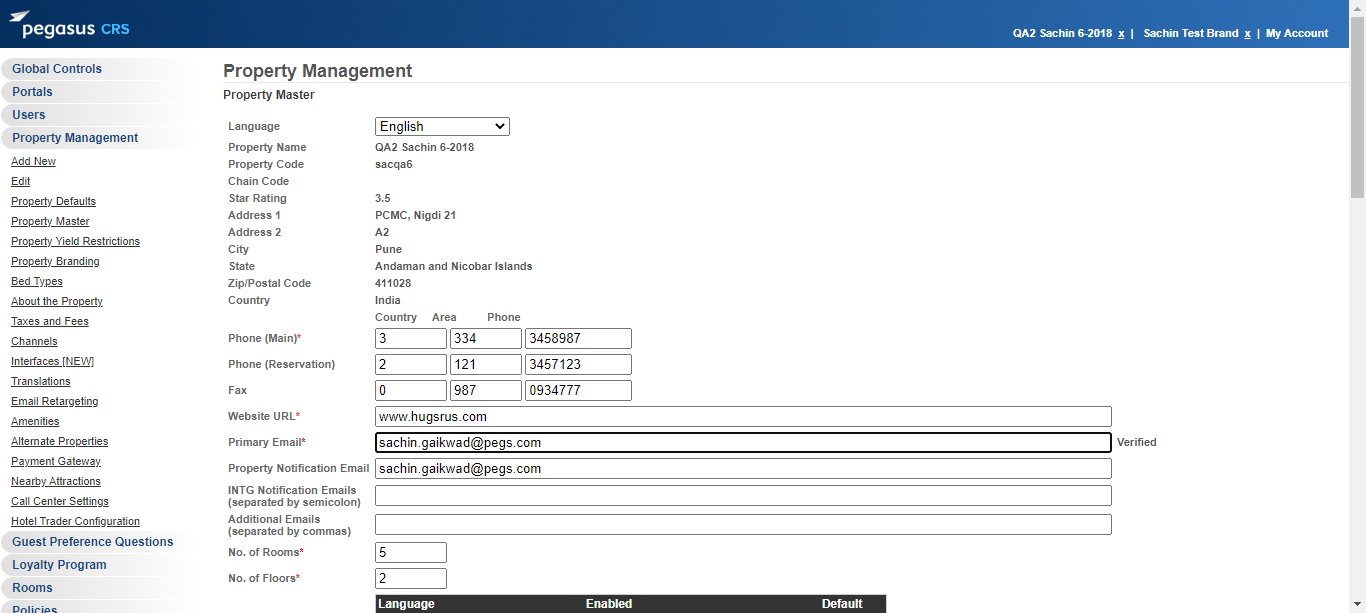 pegasus CRS
QA2 Sachin 6-2018 x | Sachin Test Brand x | My Account
Global Controls
Portals
Users
Property Management
Add New
Edit
Property Defaults
Property Master
Property Yield Restrictions
Property Branding
Bed Types
About the Property
Taxes and Fees
Channels
Interfaces [NEW]
Translations
Email Retargeting
Amenities
Alternate Properties
Payment Gateway
Nearby Attractions
Call Center Settings
Hotel Trader Configuration
Guest Preference Questions
Loyalty Program
Rooms
Policies
Property Management
Property Master
Language English
Property Name QA2 Sachin 6-2018
Property Code sacqa6
Chain Code
Star Rating 3.5
Address 1 PCMC, Nigdi 21
Address 2 A2
City Pune
State Andaman and Nicobar Islands
Zip/Postal Code 411028
Country India
Country Area Phone
Phone (Main)* 3 334 3458987
Phone (Reservation) 2 121 3457123
Fax 0 987 0934777
Website URL* www.hugsrus.com
Primary Email* sachin.gaikwad@pegs.com Verified
Property Notification Email sachin.gaikwad@pegs.com
INTG Notification Emails
(separated by semicolon)
Additional Emails
(separated by commas)
No. of Rooms* 5
No. of Floors* 2
Language Enabled Default